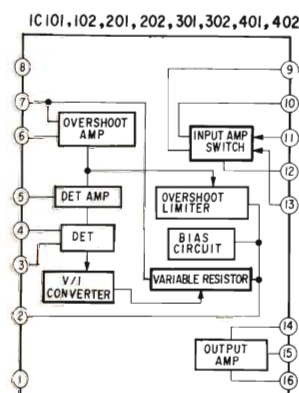 IC101,102,201,202,301,302,401,402
8
9
7
10
OVERSHOOT
AMP
6
INPUT AMP
SWITCH
11
12
5
DET AMP
OVERSHOOT
LIMITER
13
4
DET
BIAS
CIRCUIT
3
V/I
CONVERTER
VARIABLE RESISTOR
2
14
OUTPUT
AMP
15
1
16